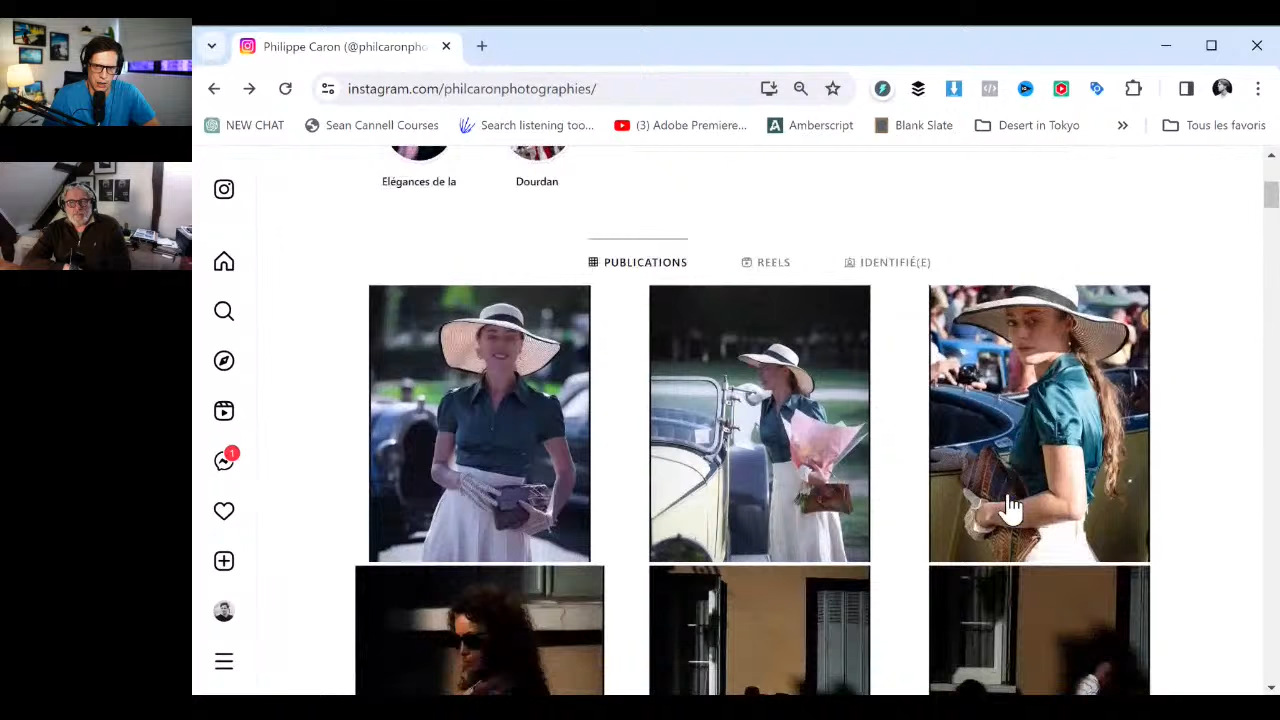 Philippe Caron (@philcaronpho
instagram.com/philcaronphotographies/
NEW CHAT
Sean Cannell Courses
Search listening too...
(3) Adobe Premiere...
Amberscript
Blank Slate
Desert in Tokyo
Tous les favoris
Elégances de la
Dourdan
PUBLICATIONS
REELS
IDENTIFIÉ(E)
1